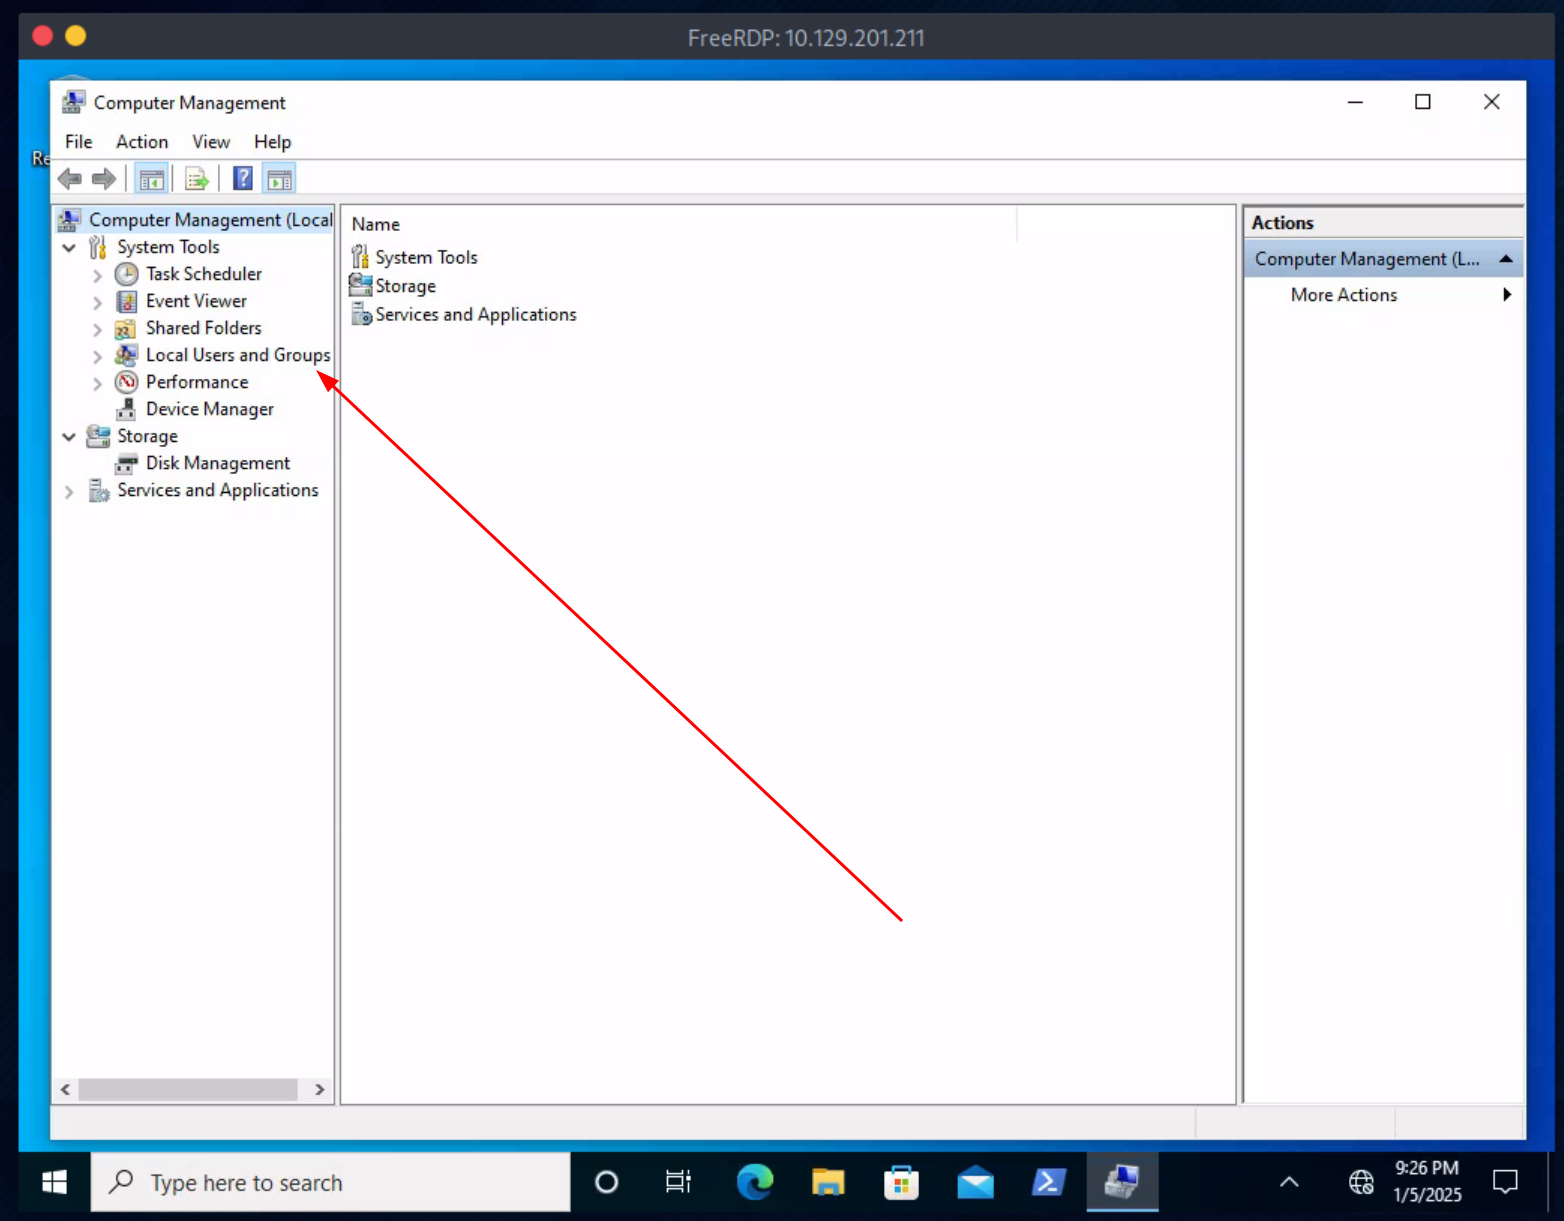 FreeRDP: 10.129.201.211
Computer Management
File Action View Help
Re
Computer Management (Local
System Tools
Task Scheduler
Event Viewer
Shared Folders
Local Users and Groups
Performance
Device Manager
Storage
Disk Management
Services and Applications
Name
System Tools
Storage
Services and Applications
Actions
Computer Management (L...
More Actions
Type here to search
9:26 PM
1/5/2025